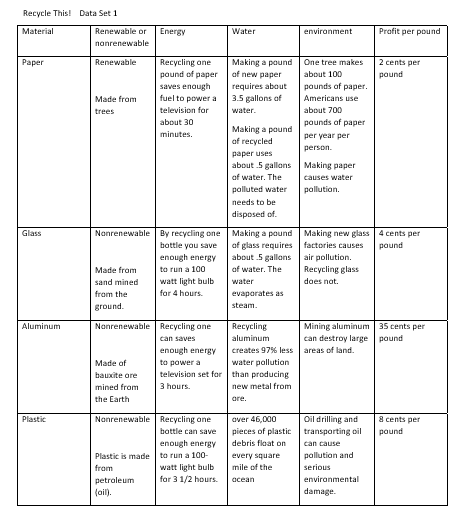 Recycle This! Data Set 1
Material
Renewable or
nonrenewable
Energy
Water
environment
Profit per pound
Paper
Renewable
Made from
trees
Recycling one
pound of paper
saves enough
fuel to power a
television for
about 30
minutes.
Making a pound
of new paper
requires about
3.5 gallons of
water.
Making a pound
of recycled
paper uses
about .5 gallons
of water. The
polluted water
needs to be
disposed of.
One tree makes
about 100
pounds of paper.
Americans use
about 700
pounds of paper
per year per
person.
Making paper
causes water
pollution.
2 cents per
pound
Glass
Nonrenewable
Made from
sand mined
from the
ground.
By recycling one
bottle you save
enough energy
to run a 100
watt light bulb
for 4 hours.
Making a pound
of glass requires
about .5 gallons
of water. The
water
evaporates as
steam.
Making new glass
factories causes
air pollution.
Recycling glass
does not.
4 cents per
pound
Aluminum
Nonrenewable
Made of
bauxite ore
mined from
the Earth
Recycling one
can saves
enough energy
to power a
television set for
3 hours.
Recycling
aluminum
creates 97% less
water pollution
than producing
new metal from
ore.
Mining aluminum
can destroy large
areas of land.
35 cents per
pound
Plastic
Nonrenewable
Plastic is made
from
petroleum
(oil).
Recycling one
bottle can save
enough energy
to run a 100-
watt light bulb
for 3 1/2 hours.
over 46,000
pieces of plastic
debris float on
every square
mile of the
ocean
Oil drilling and
transporting oil
can cause
pollution and
serious
environmental
damage.
8 cents per
pound